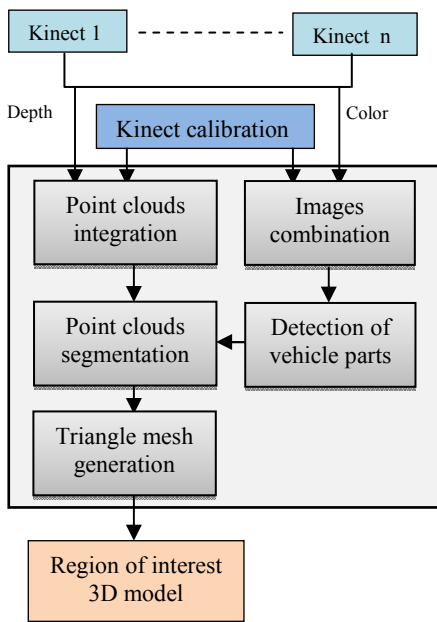 Kinect 1
Kinect n
Depth
Color
Kinect calibration
Point clouds
integration
Images
combination
Point clouds
segmentation
Detection of
vehicle parts
Triangle mesh
generation
Region of interest
3D model